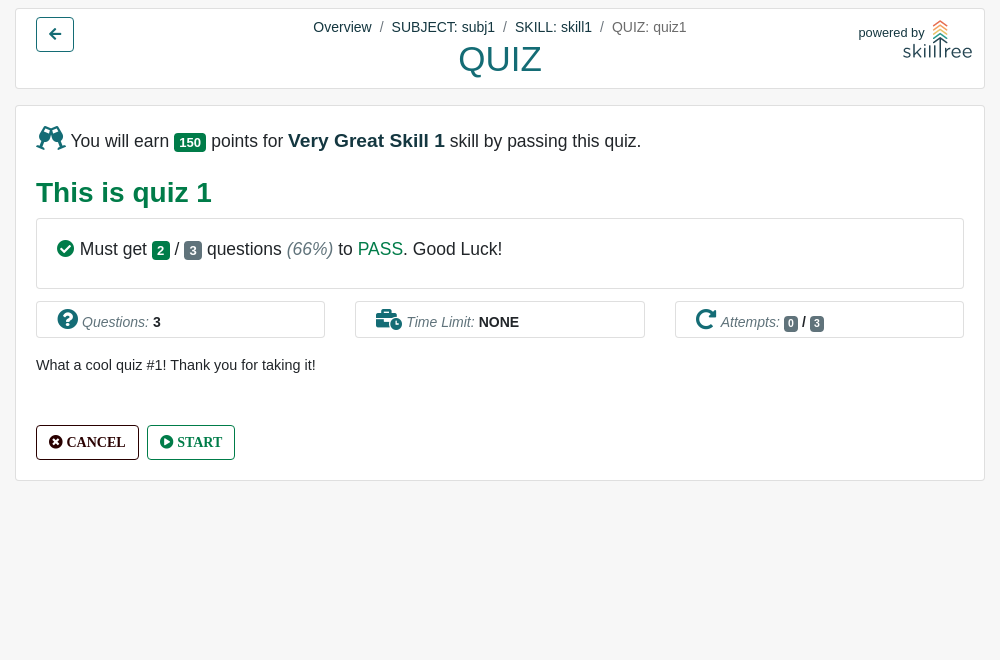 Overview / SUBJECT: subj1 / SKILL: skill1 / QUIZ: quiz1
QUIZ
powered by
skilltree
You will earn 150 points for Very Great Skill 1 skill by passing this quiz.
This is quiz 1
Must get 2 / 3 questions (66%) to PASS. Good Luck!
Questions: 3
Time Limit: NONE
Attempts: 0 / 3
What a cool quiz #1! Thank you for taking it!
CANCEL
START